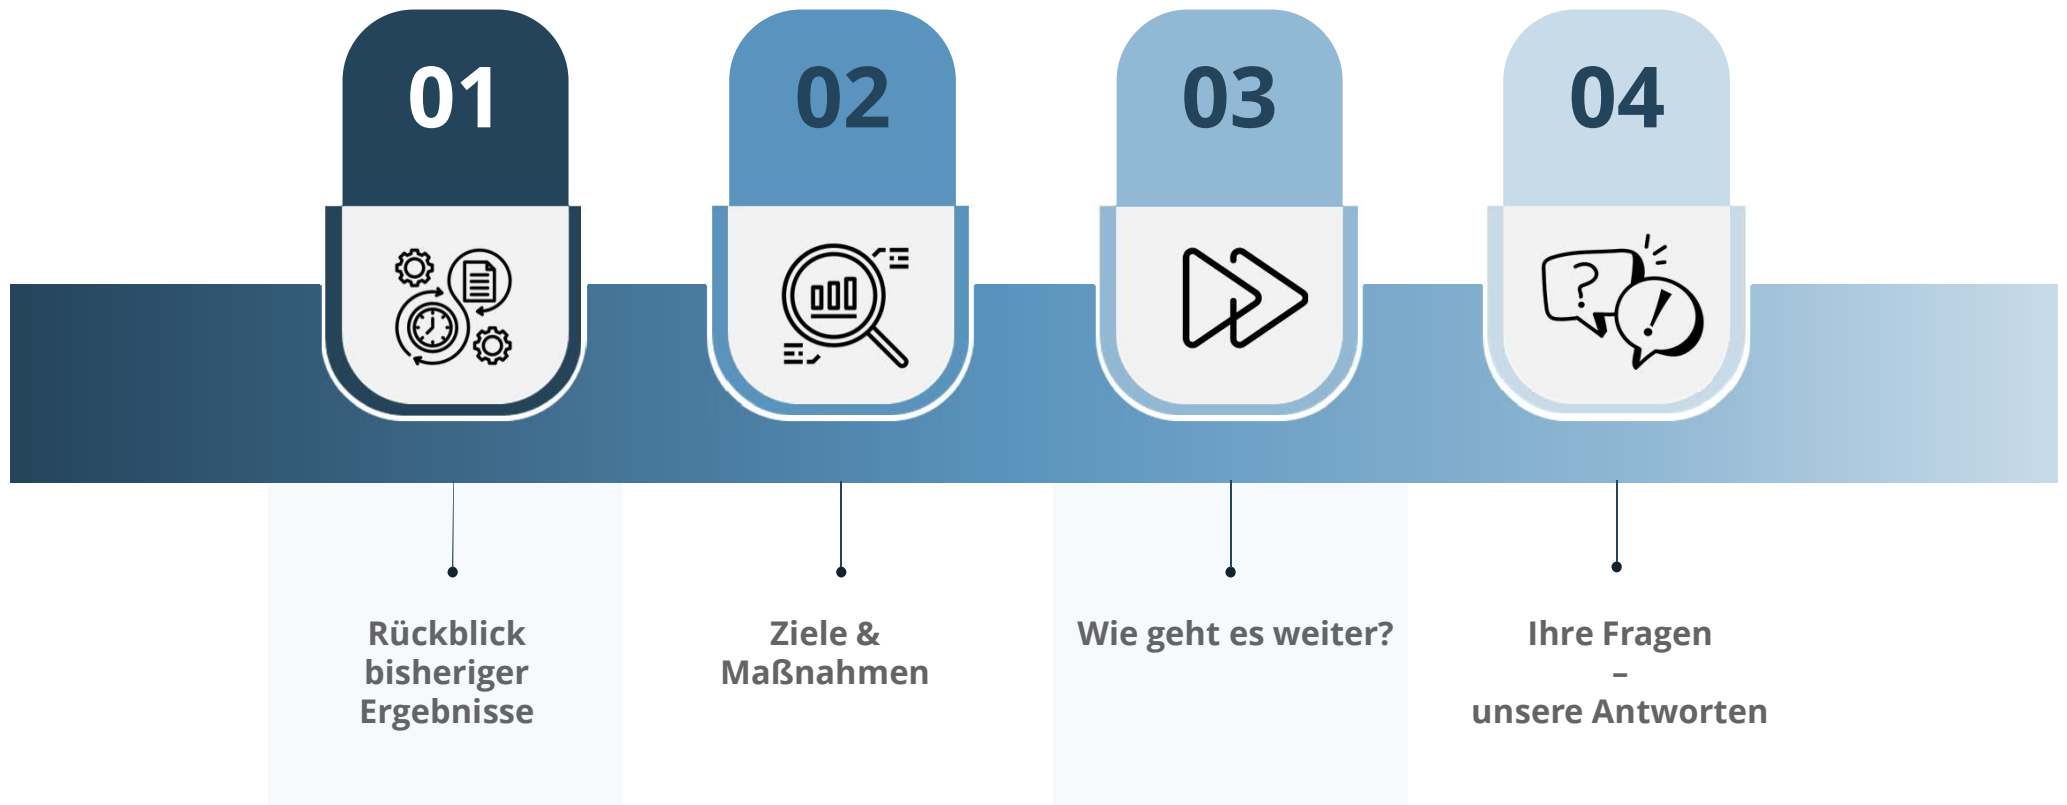 01
02
03
04
Rückblick
bisheriger
Ergebnisse
Ziele &
Maßnahmen
Wie geht es weiter?
Ihre Fragen
–
unsere Antworten